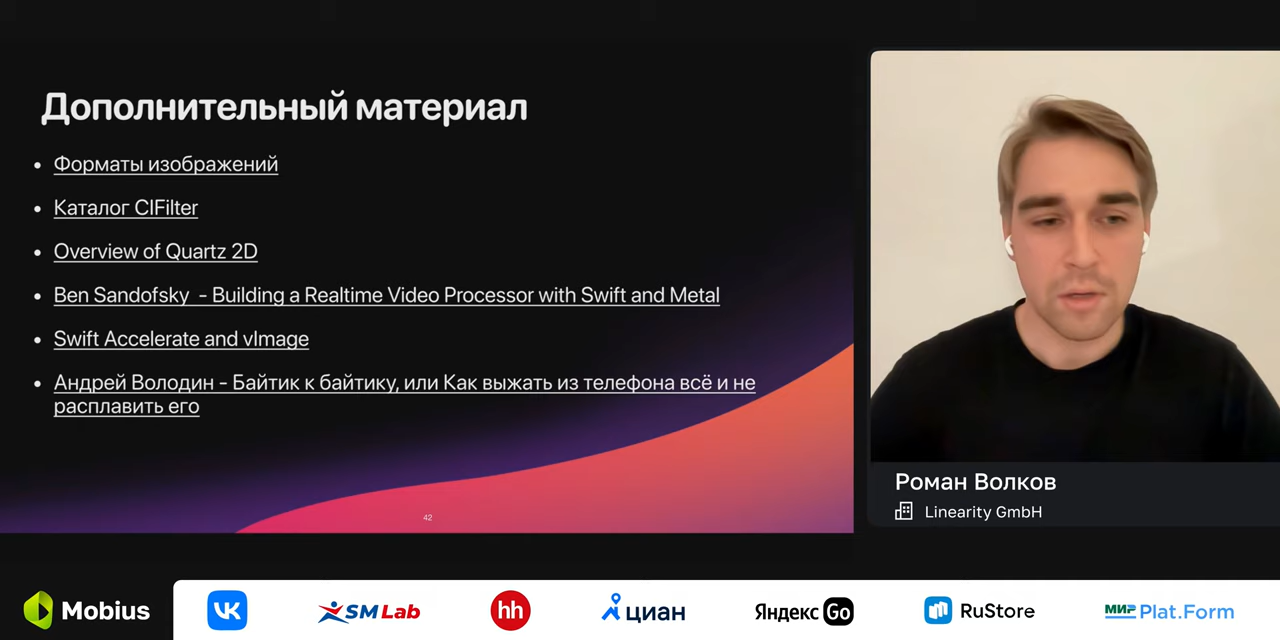 Дополнительный материал
• Форматы изображений
• Каталог CIFilter
• Overview of Quartz 2D
• Ben Sandofsky - Building a Realtime Video Processor with Swift and Metal
• Swift Accelerate and vImage
• Андрей Володин - Байтик к байтику, или Как выжать из телефона всё и не
расплавить его
42
Роман Волков
Linearity GmbH
Mobius
VK
SM Lab
hh
циан
Яндекс Go
RuStore
МИР Plat.Form